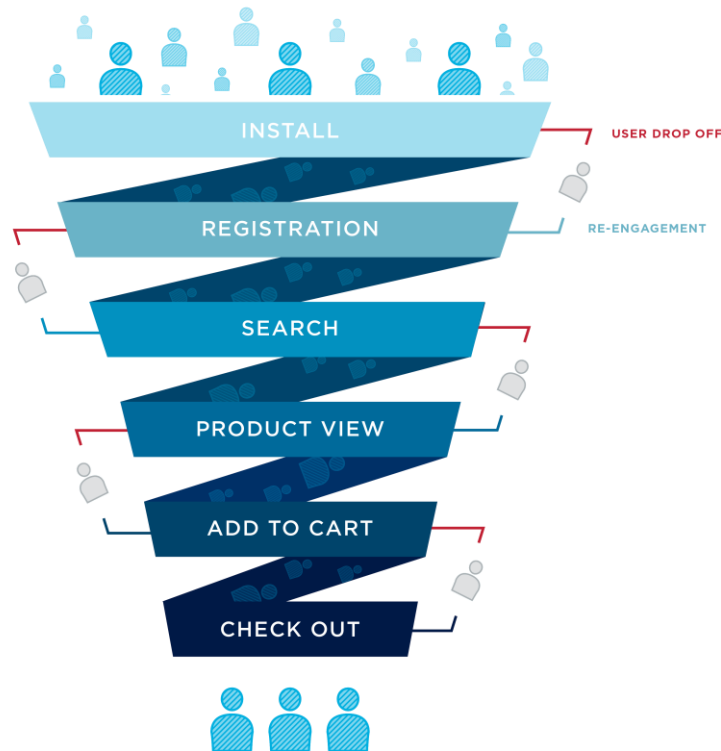 INSTALL
USER DROP OFF
REGISTRATION
RE-ENGAGEMENT
SEARCH
PRODUCT VIEW
ADD TO CART
CHECK OUT